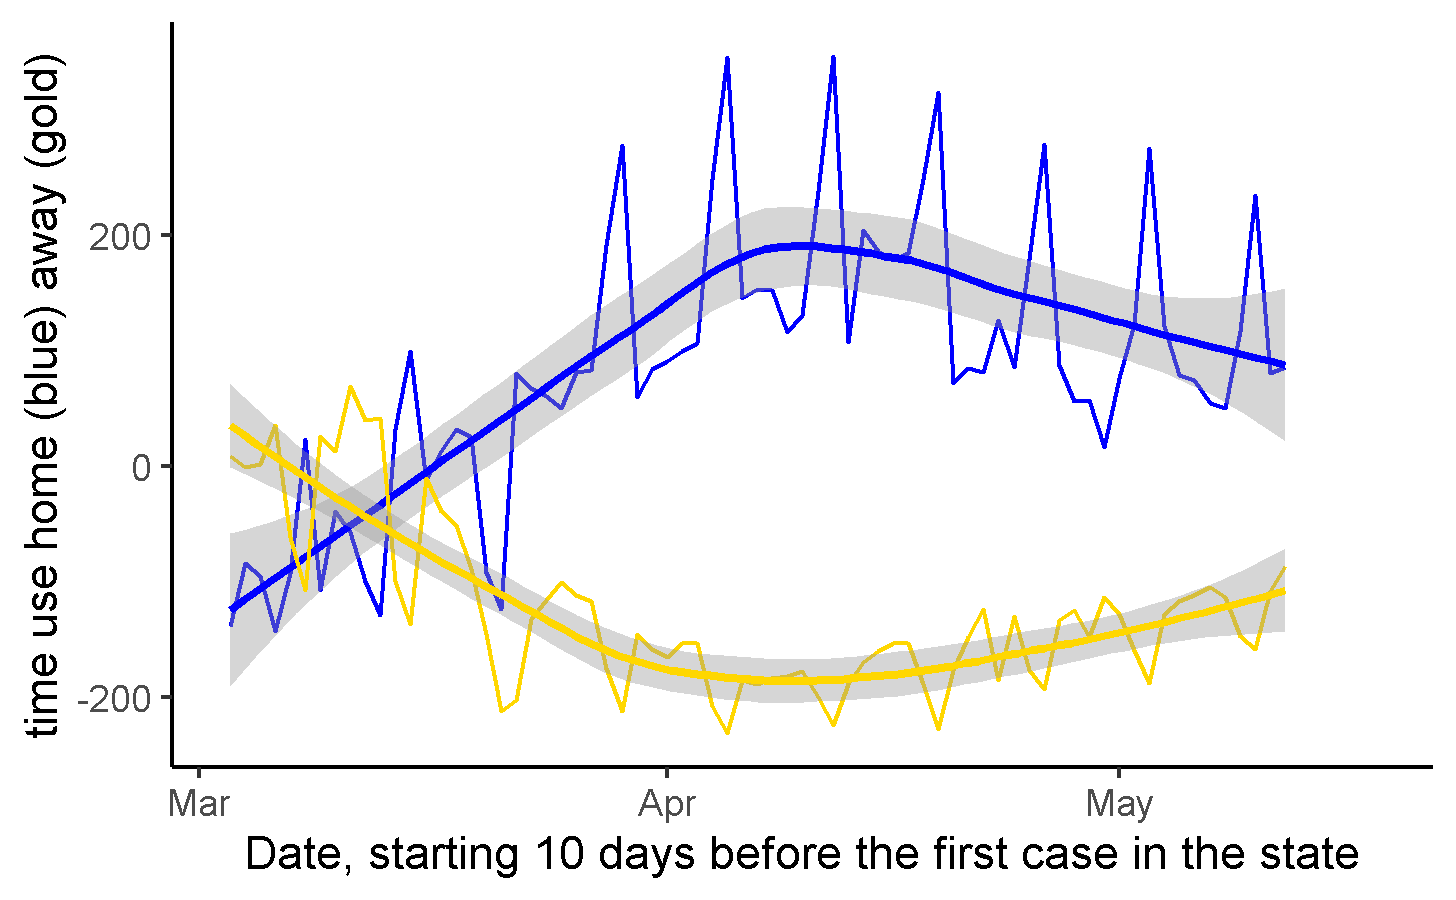 time use home (blue) away (gold)
200
0
-200
Mar
Apr
May
Date, starting 10 days before the first case in the state